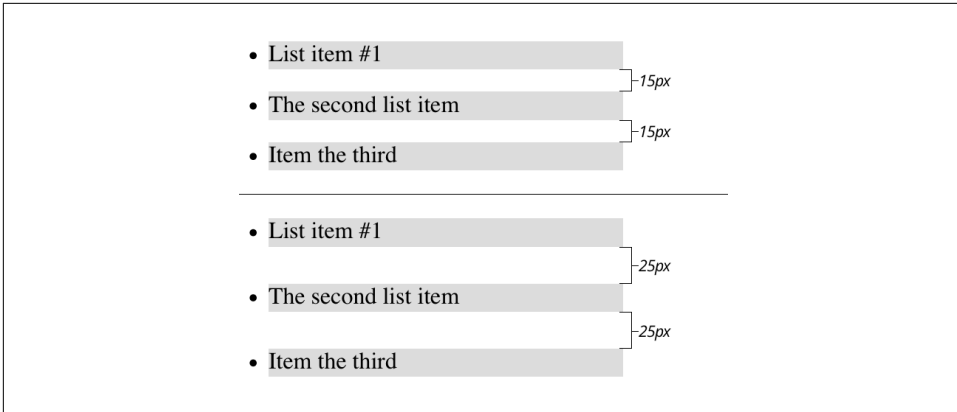 • List item #1
15px
• The second list item
15px
• Item the third
• List item #1
25px
• The second list item
25px
• Item the third